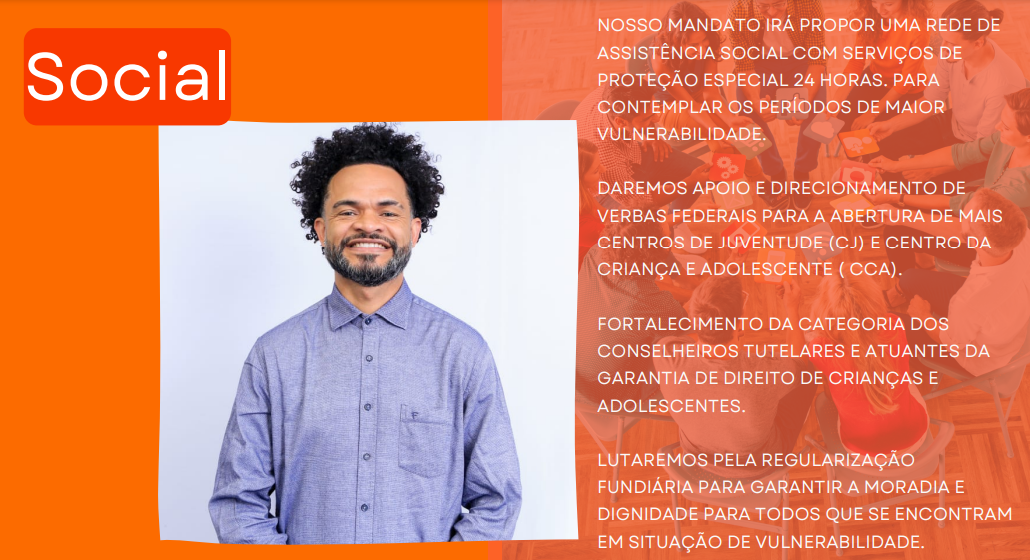 Social
NOSSO MANDATO IRÁ PROPOR UMA REDE DE
ASSISTÊNCIA SOCIAL COM SERVIÇOS DE
PROTEÇÃO ESPECIAL 24 HORAS. PARA
CONTEMPLAR OS PERÍODOS DE MAIOR
VULNERABILIDADE.
DAREMOS APOIO E DIRECIONAMENTO DE
VERBAS FEDERAIS PARA A ABERTURA DE MAIS
CENTROS DE JUVENTUDE (CJ) E CENTRO DA
CRIANÇA E ADOLESCENTE ( CCA).
FORTALECIMENTO DA CATEGORIA DOS
CONSELHEIROS TUTELARES E ATUANTES DA
GARANTIA DE DIREITO DE CRIANÇAS E
ADOLESCENTES.
LUTAREMOS PELA REGULARIZAÇÃO
FUNDIÁRIA PARA GARANTIR A MORADIA E
DIGNIDADE PARA TODOS QUE SE ENCONTRAM
EM SITUAÇÃO DE VULNERABILIDADE.